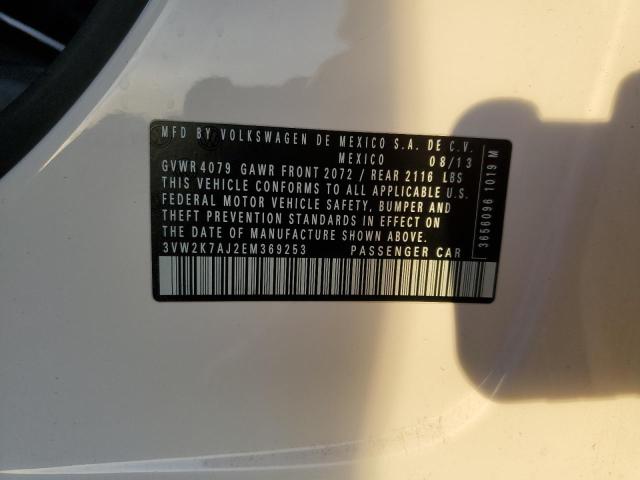 MFD BY VOLKSWAGEN DE MEXICO S.A. DE C.V.
MEXICO 08/13
GVWR 4079 GAWR FRONT 2072 / REAR 2116 LBS
THIS VEHICLE CONFORMS TO ALL APPLICABLE U.S.
FEDERAL MOTOR VEHICLE SAFETY, BUMPER AND
THEFT PREVENTION STANDARDS IN EFFECT ON
THE DATE OF MANUFACTURE SHOWN ABOVE.
3VW2K7AJ2EM369253 PASSENGER CAR
3656096 1019 M